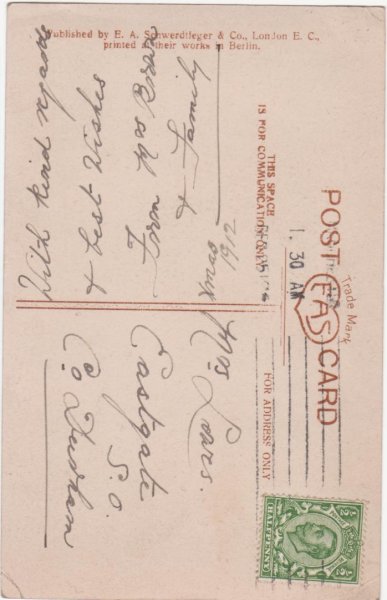 Published by E. A. Schwerdtfeger & Co., London E. C.,
printed at their works in Berlin.
POST CARD
EAS
Trade Mark
THIS SPACE
IS FOR COMMUNICATION ONLY
FOR ADDRESS ONLY
1. 30 AM
With kind regards
& best Wishes
From Brown
& Family
Xmas 1912
Mrs
Eastgate
S.O.
Co Durham
HALFPENNY